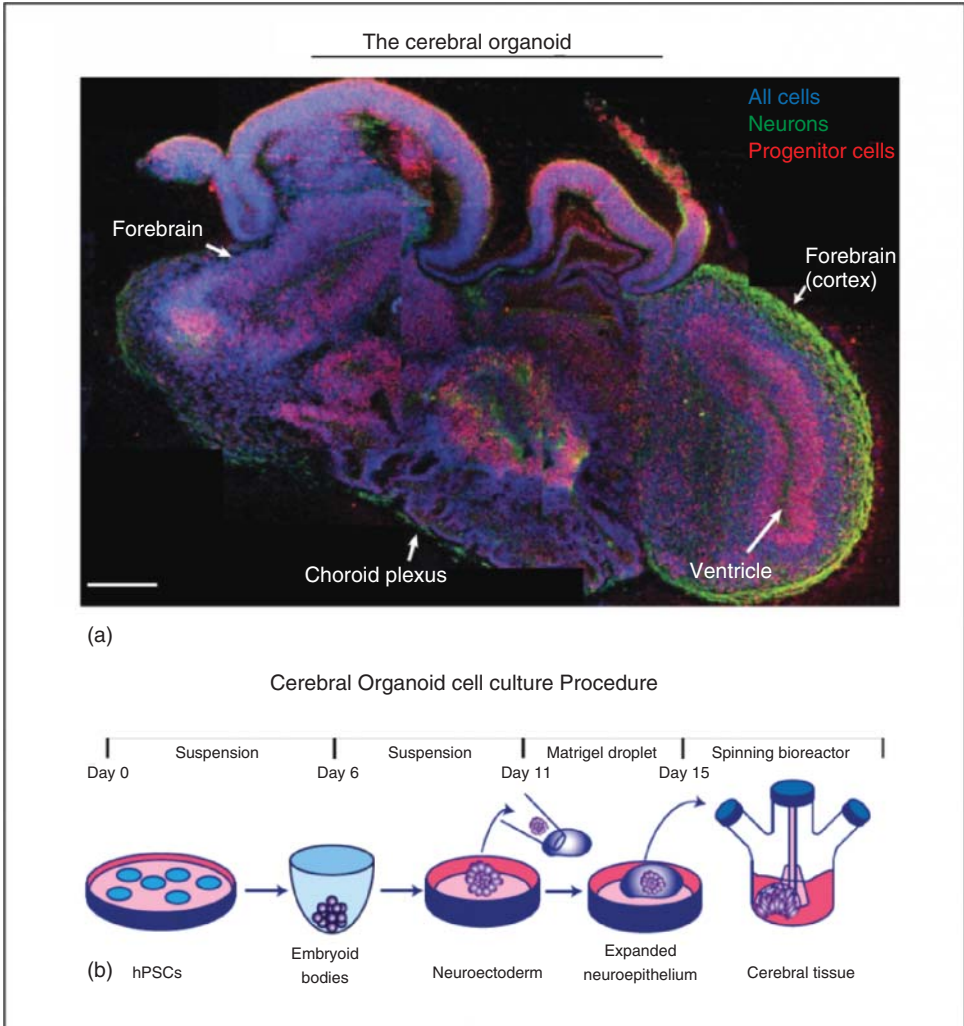 The cerebral organoid
All cells
Neurons
Progenitor cells
Forebrain
Forebrain
(cortex)
Choroid plexus
Ventricle
(a)
Cerebral Organoid cell culture Procedure
Suspension
Suspension
Matrigel droplet
Spinning bioreactor
Day 0
Day 6
Day 11
Day 15
(b)
hPSCs
Embryoid
bodies
Neuroectoderm
Expanded
neuroepithelium
Cerebral tissue